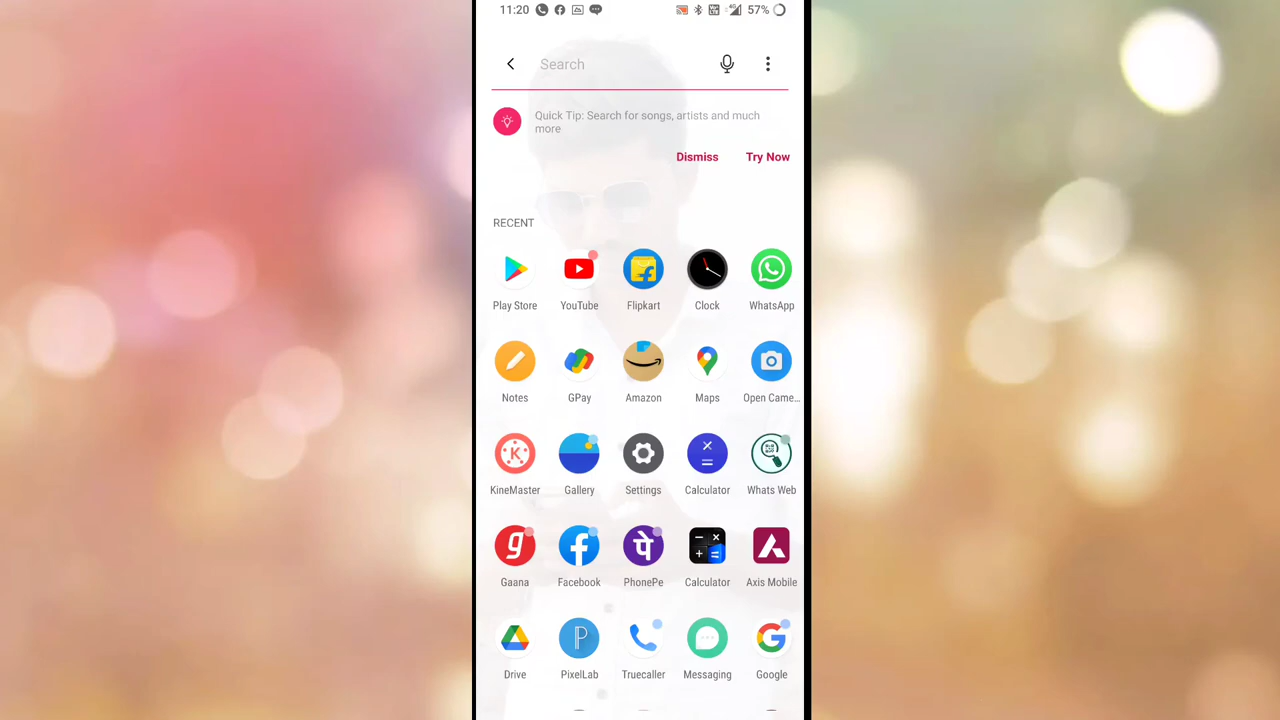 11:20 57%
Search
Quick Tip: Search for songs, artists and much
more
Dismiss Try Now
RECENT
Play Store YouTube Flipkart Clock WhatsApp
Notes GPay Amazon Maps Open Came...
KineMaster Gallery Settings Calculator Whats Web
Gaana Facebook PhonePe Calculator Axis Mobile
Drive PixelLab Truecaller Messaging Google